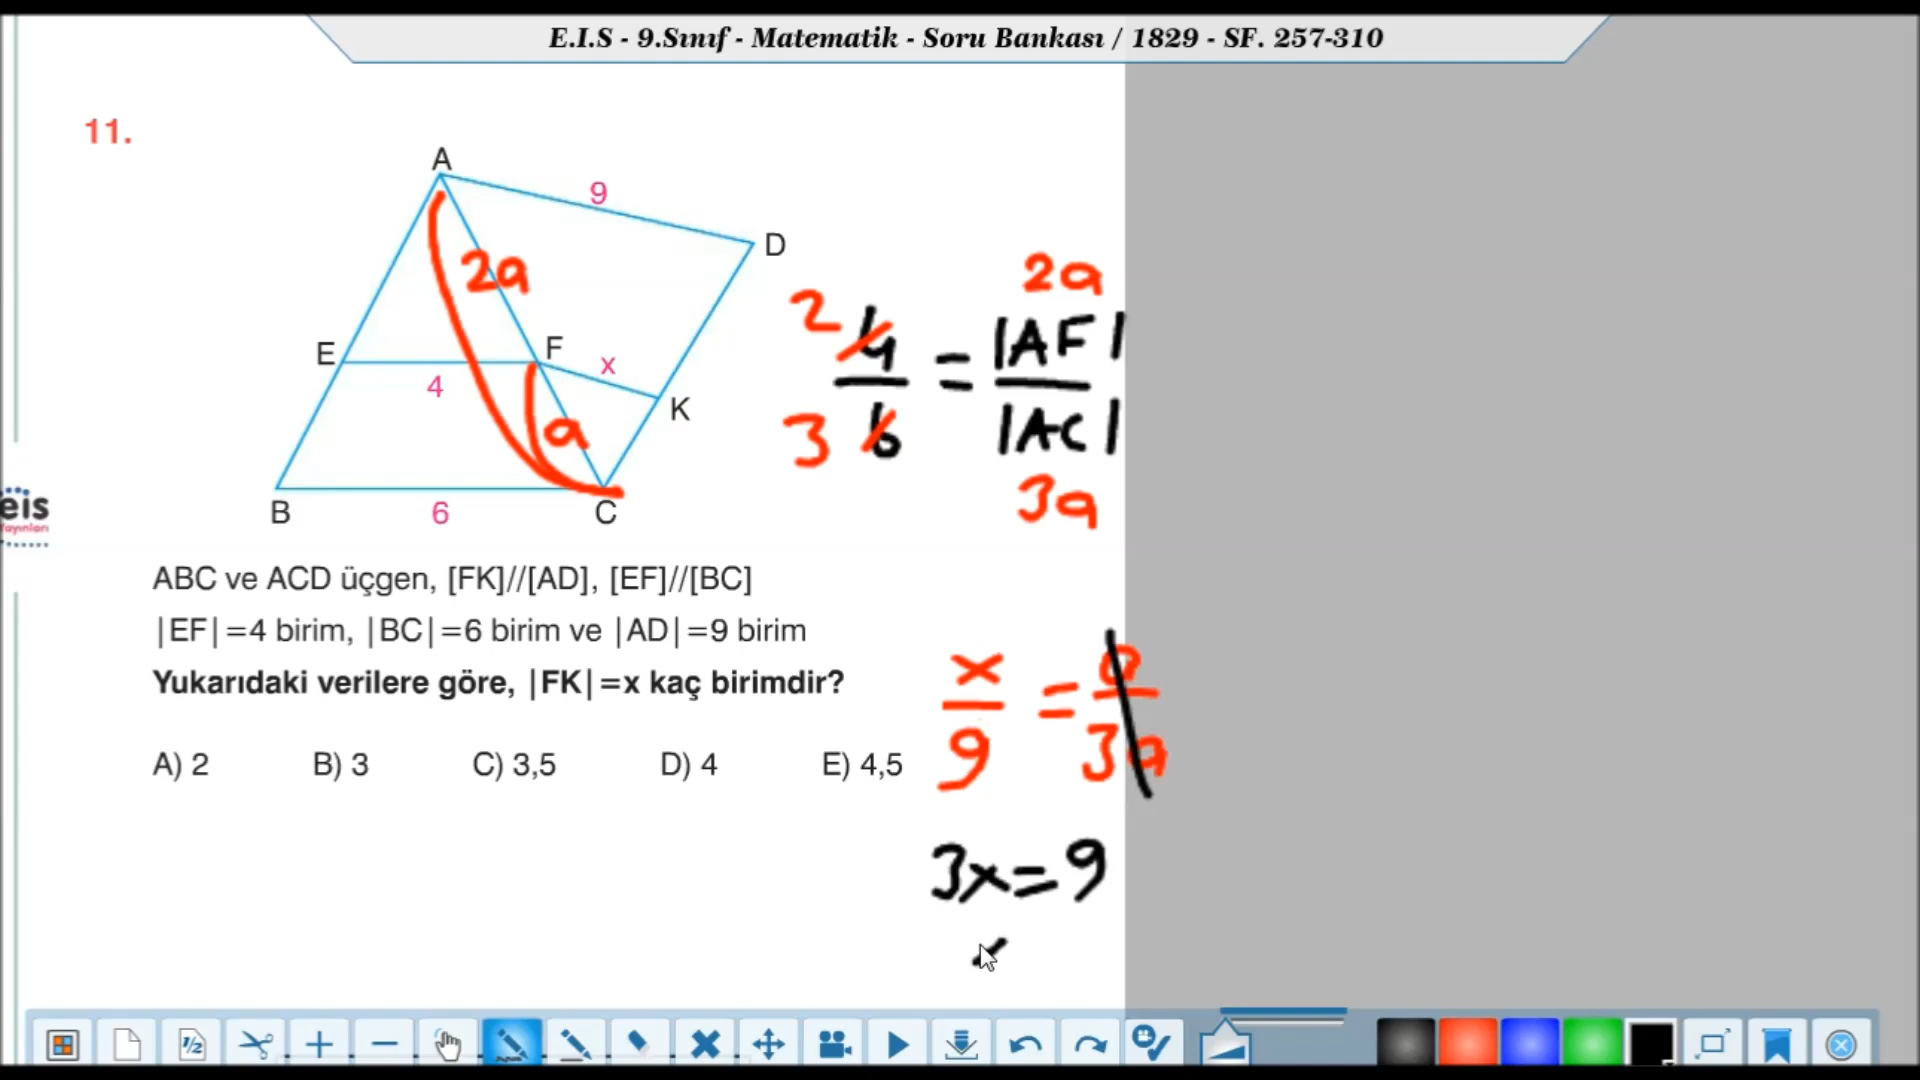 E.I.S - 9.Sınıf - Matematik - Soru Bankası / 1829 - SF. 257-310
11.
A
9
D
2a
E
F
x
4
K
a
B
6
C
2 4 = |AF| 2a
3 6 |AC| 3a
eis
Yayınları
ABC ve ACD üçgen, [FK]//[AD], [EF]//[BC]
|EF|=4 birim, |BC|=6 birim ve |AD|=9 birim
Yukarıdaki verilere göre, |FK|=x kaç birimdir?
A) 2 B) 3 C) 3,5 D) 4 E) 4,5
x = a
9 3a
3x=9
1/2